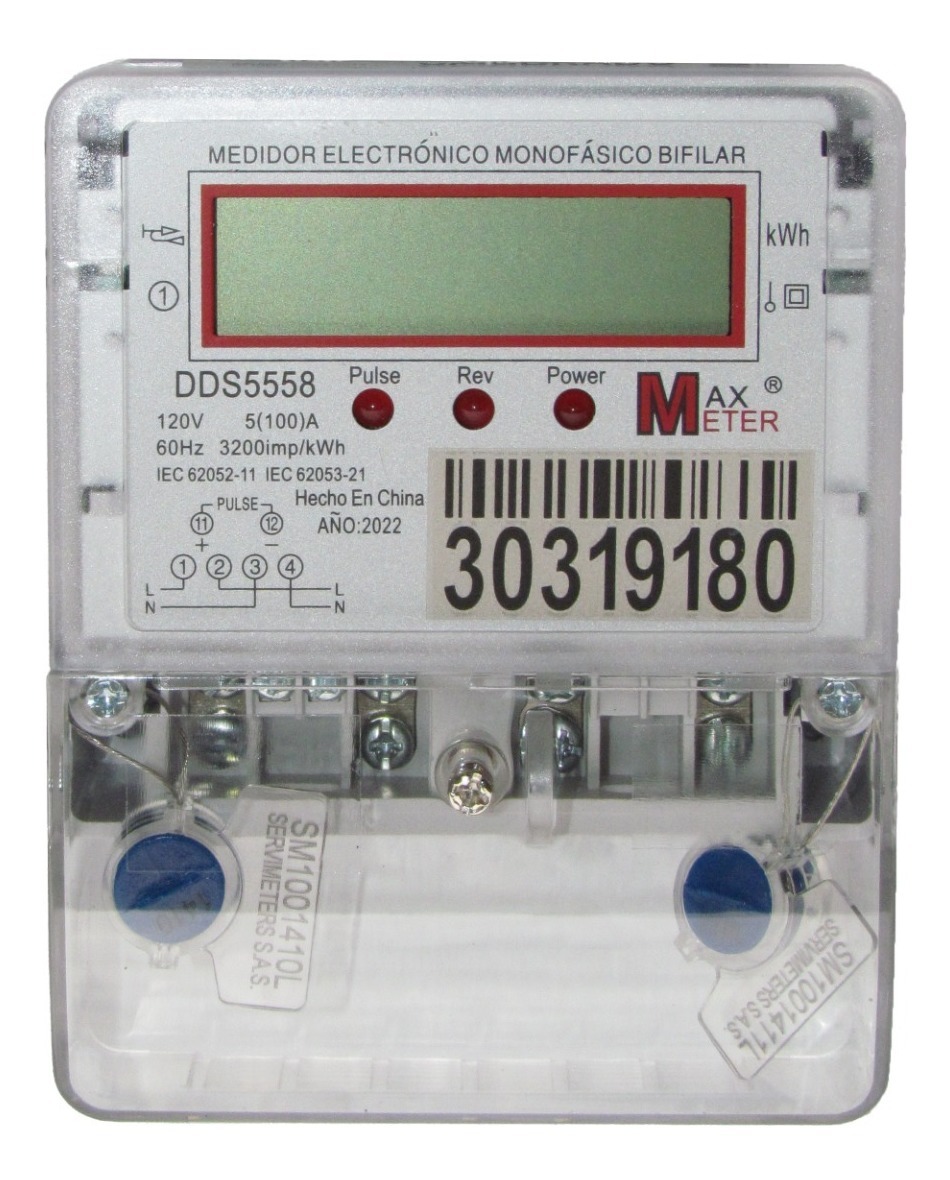 MEDIDOR ELECTRÓNICO MONOFÁSICO BIFILAR
kWh
1
DDS5558
Pulse Rev Power
MAX METER ®
120V 5(100)A
60Hz 3200imp/kWh
IEC 62052-11 IEC 62053-21
PULSE
Hecho En China
11 12
AÑO:2022
+ −
1 2 3 4
L L
N N
30319180
SM1001410L
SERVIMETERS S.A.S.
SM1001411L
SERVIMETERS S.A.S.